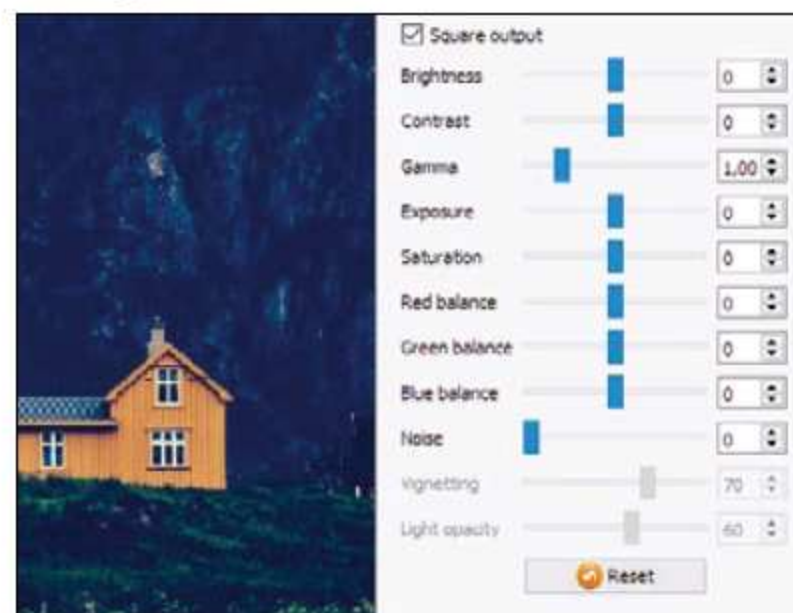 Square output
Brightness 0
Contrast 0
Gamma 1.00
Exposure 0
Saturation 0
Red balance 0
Green balance 0
Blue balance 0
Noise 0
Vignetting 70
Light opacity 60
Reset